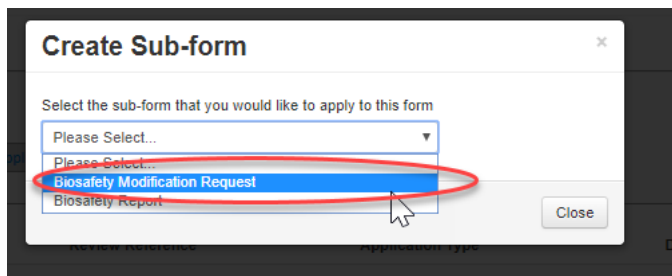 Create Sub-form
×
Select the sub-form that you would like to apply to this form
Please Select...
Please Select...
Biosafety Modification Request
Biosafety Report
Close
Review Reference Application Type